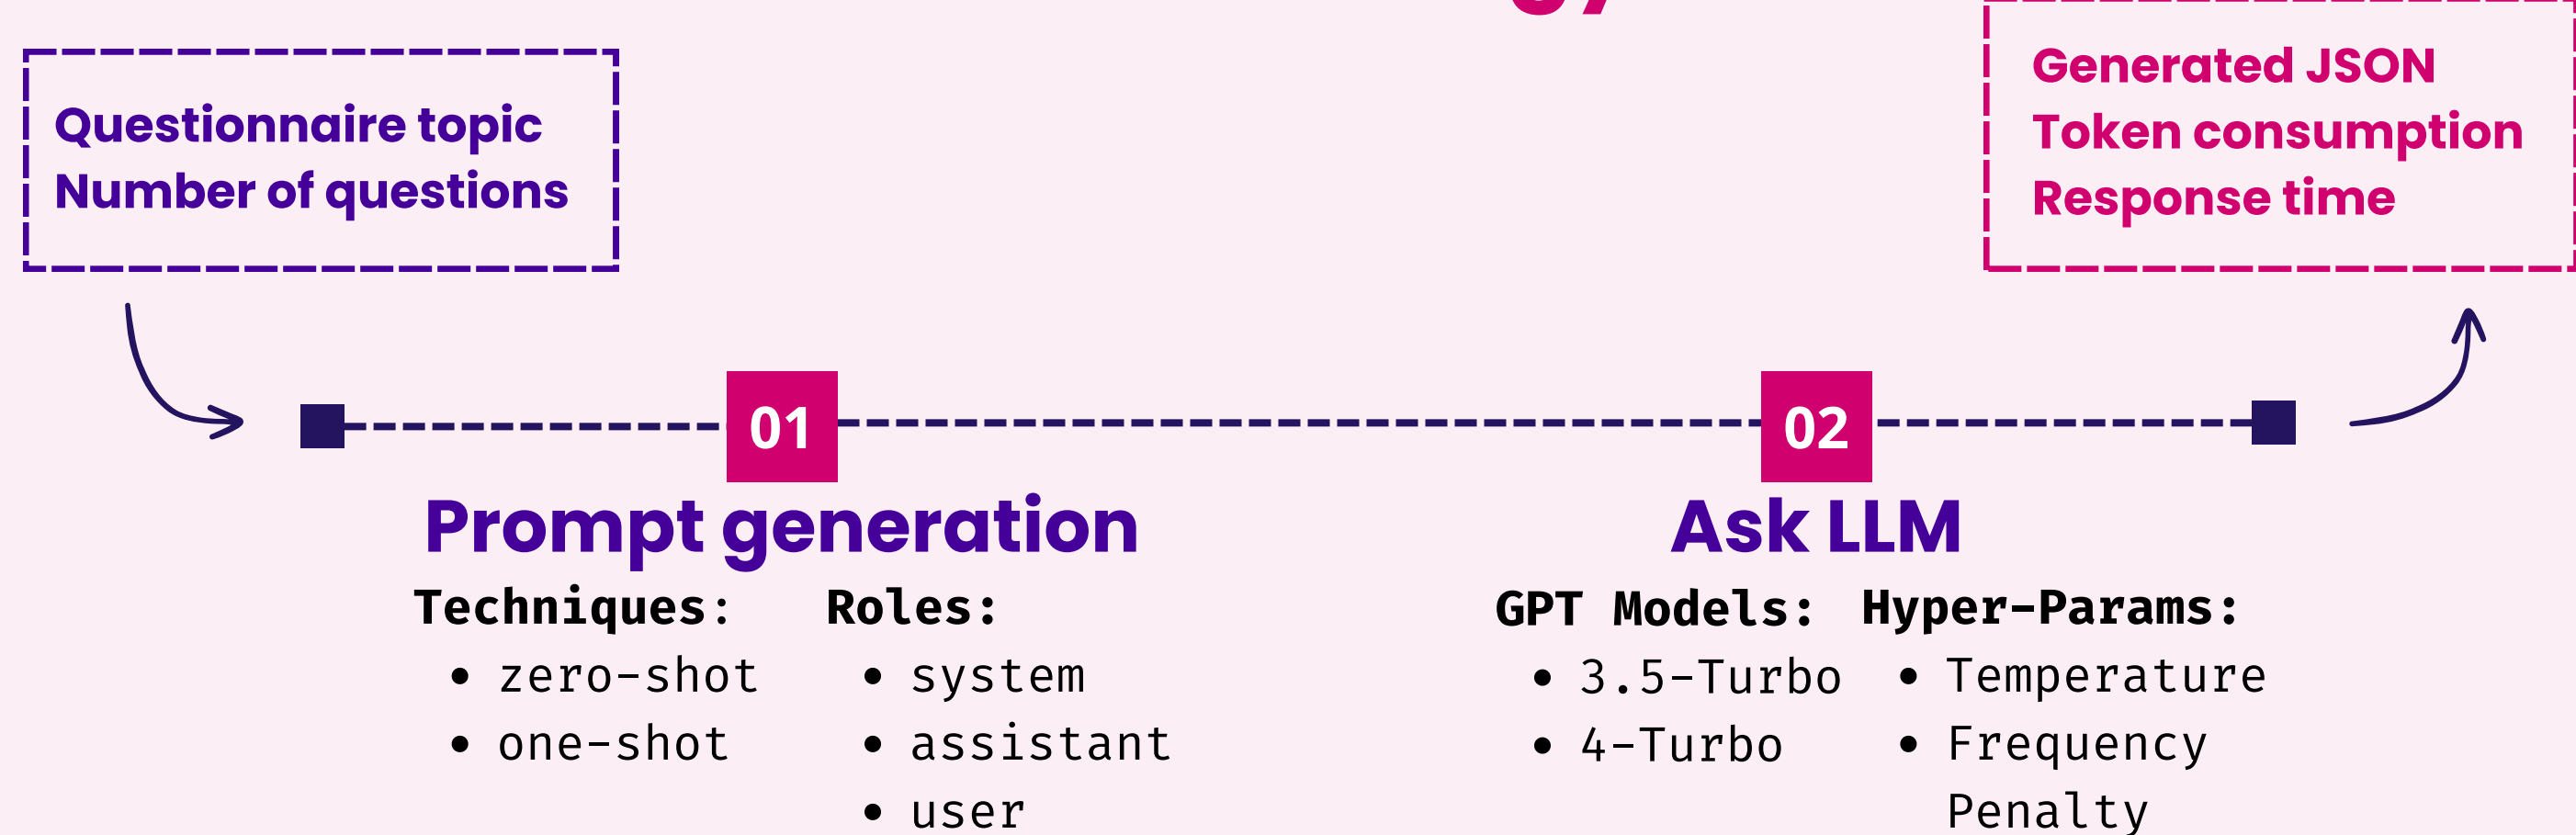 Questionnaire topic
Number of questions
Generated JSON
Token consumption
Response time
01
02
Prompt generation
Techniques:
• zero-shot
• one-shot
Roles:
• system
• assistant
• user
Ask LLM
GPT Models:
• 3.5-Turbo
• 4-Turbo
Hyper-Params:
• Temperature
• Frequency
Penalty